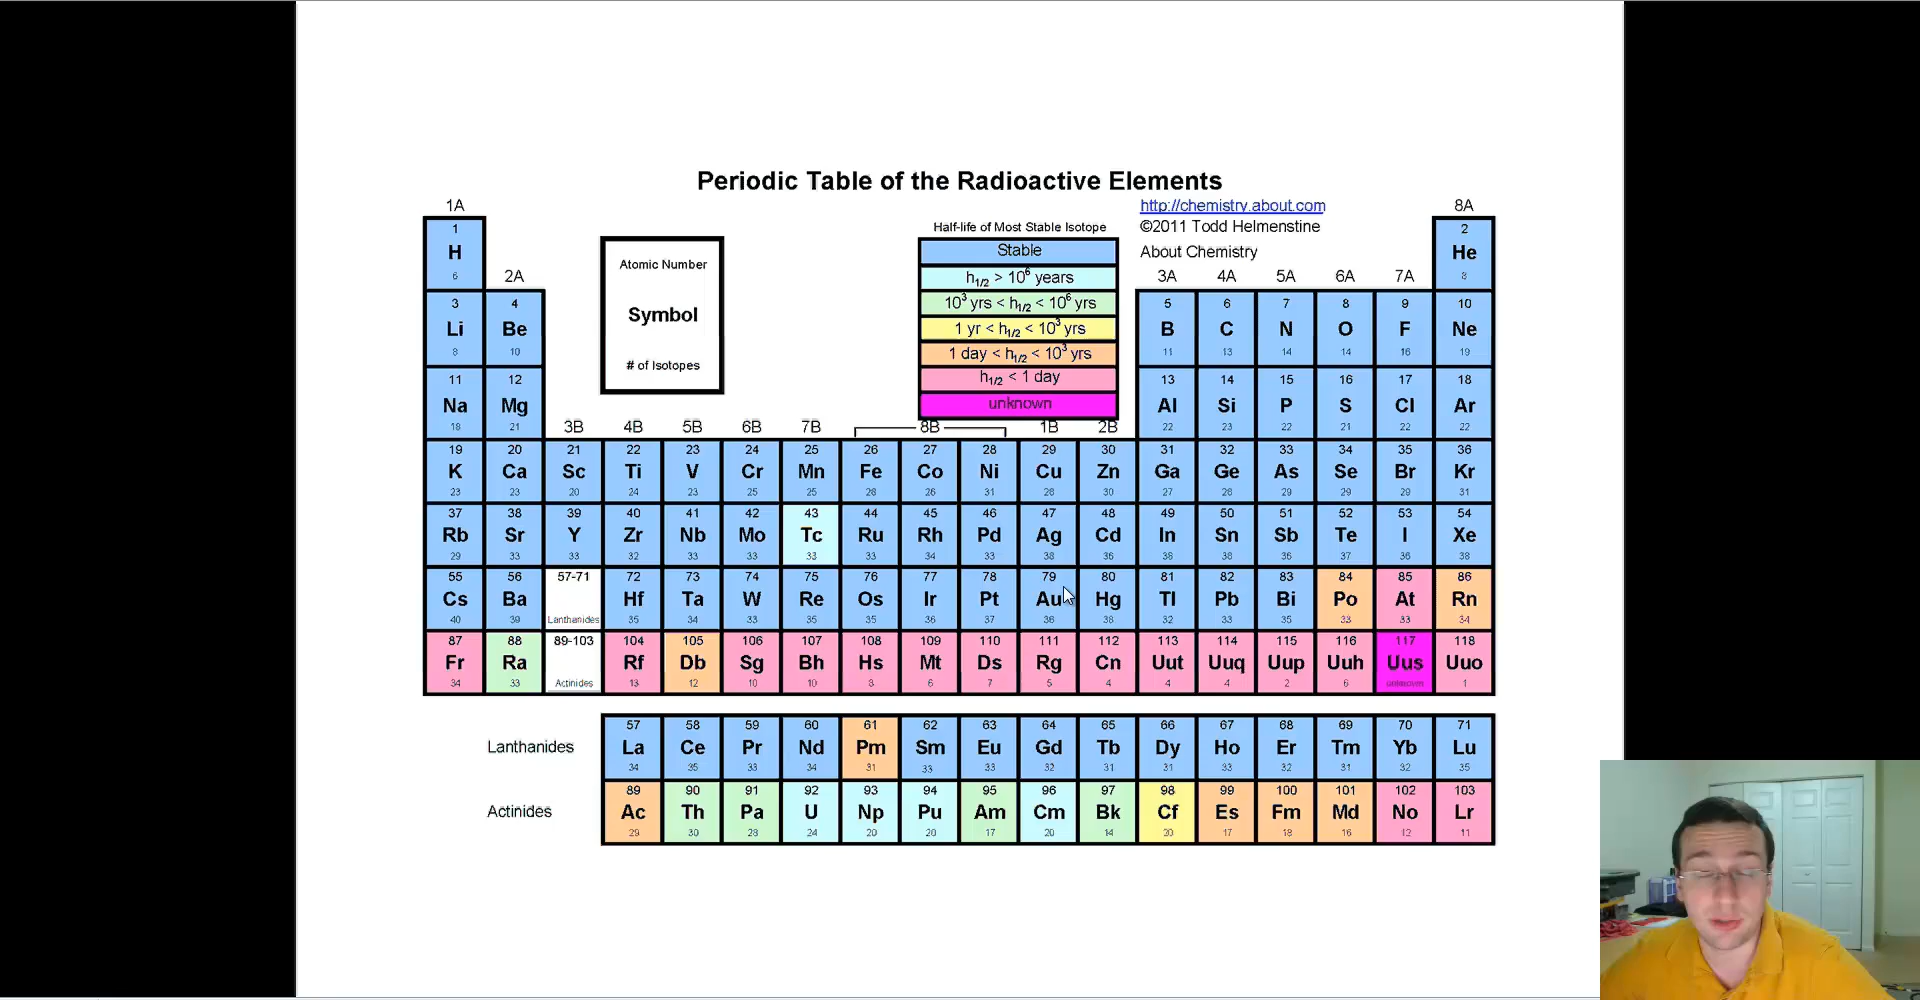 Periodic Table of the Radioactive Elements
1A
8A
http://chemistry.about.com
©2011 Todd Helmenstine
About Chemistry
Half-life of Most Stable Isotope
Stable
h1/2 > 10^6 years
10^3 yrs < h1/2 < 10^6 yrs
1 yr < h1/2 < 10^3 yrs
1 day < h1/2 < 10^3 yrs
h1/2 < 1 day
unknown
Atomic Number
Symbol
# of Isotopes
2A 3A 4A 5A 6A 7A
3B 4B 5B 6B 7B 8B 1B 2B
1 2
H He
6 8
3 4 5 6 7 8 9 10
Li Be B C N O F Ne
8 10 11 13 14 14 16 19
11 12 13 14 15 16 17 18
Na Mg Al Si P S Cl Ar
18 21 22 23 22 21 22 22
19 20 21 22 23 24 25 26 27 28 29 30 31 32 33 34 35 36
K Ca Sc Ti V Cr Mn Fe Co Ni Cu Zn Ga Ge As Se Br Kr
23 23 20 24 23 25 25 28 26 31 28 30 27 28 29 29 29 31
37 38 39 40 41 42 43 44 45 46 47 48 49 50 51 52 53 54
Rb Sr Y Zr Nb Mo Tc Ru Rh Pd Ag Cd In Sn Sb Te I Xe
29 33 33 32 33 33 33 33 34 33 38 36 38 38 36 37 36 38
55 56 57-71 72 73 74 75 76 77 78 79 80 81 82 83 84 85 86
Cs Ba Hf Ta W Re Os Ir Pt Au Hg Tl Pb Bi Po At Rn
40 39 Lanthanides 35 34 33 35 35 36 37 36 38 32 33 35 33 33 34
87 88 89-103 104 105 106 107 108 109 110 111 112 113 114 115 116 117 118
Fr Ra Rf Db Sg Bh Hs Mt Ds Rg Cn Uut Uuq Uup Uuh Uus Uuo
34 33 Actinides 13 12 10 10 8 6 7 5 4 4 4 2 6 unknown 1
57 58 59 60 61 62 63 64 65 66 67 68 69 70 71
Lanthanides La Ce Pr Nd Pm Sm Eu Gd Tb Dy Ho Er Tm Yb Lu
34 35 33 34 31 33 33 32 31 31 33 32 31 32 35
89 90 91 92 93 94 95 96 97 98 99 100 101 102 103
Actinides Ac Th Pa U Np Pu Am Cm Bk Cf Es Fm Md No Lr
29 30 28 24 20 20 17 20 14 20 17 18 16 12 11